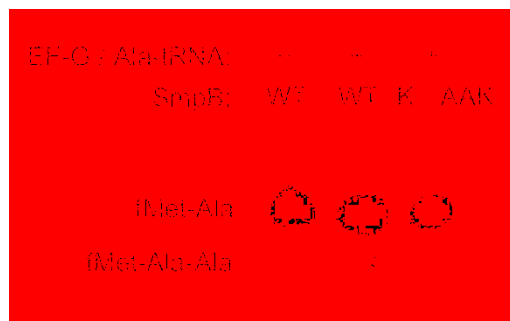 EF-G / Ala-tRNA:
SmpB: WT WT K AAK
fMet-Ala
fMet-Ala-Ala